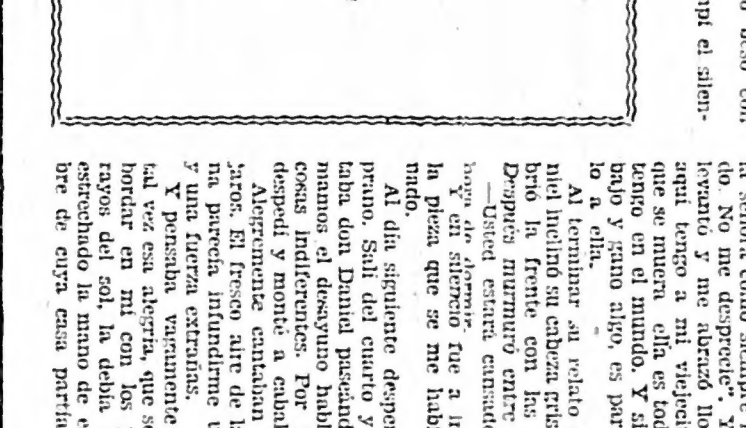 besó con
mpí el silen-
la señora como siempre
do. No me desprecie". Y
levantó y me abrazó llo
aquí tengo a mi viejeci
que se muera ella es tod
tengo en el mundo. Y si
bajo y gano algo, es par
lo a ella.
Al terminar su relato
niel inclinó su cabeza gris
brió la frente con las
Después murmuró entre
—Usted estará cansado
hora de dormir.
Y en silencio fue a in
la pieza que se me hab
nado.
Al día siguiente desper
prano. Salí del cuarto y
taba don Daniel paseánd
mamos el desayuno habl
cosas indiferentes. Por
despedí y monté a cabal
Alegremente cantaban
jaros. El fresco aire de la
na parecía infundirme u
y una fuerza extrañas.
Y pensaba vagamente
tal vez esa alegría, que se
bordar en mí con los
rayos del sol, la debía
estrechado la mano de e
bre de cuya casa partía